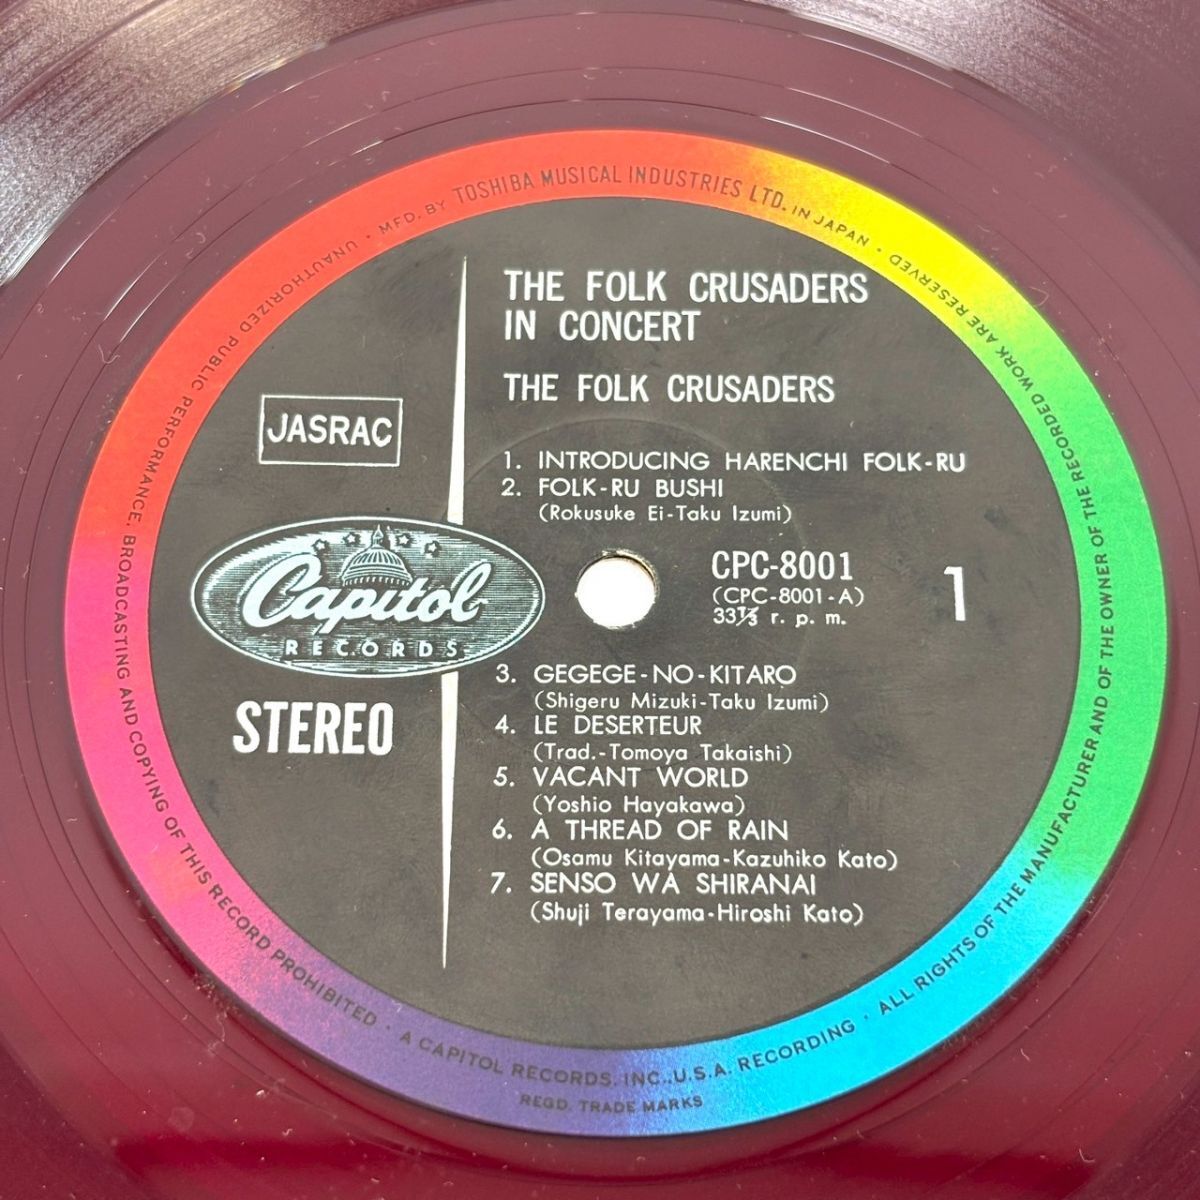 MFD. BY TOSHIBA MUSICAL INDUSTRIES LTD. IN JAPAN · ALL RIGHTS OF THE MANUFACTURER AND OF THE OWNER OF THE RECORDED WORK ARE RESERVED ·
UNAUTHORIZED PUBLIC PERFORMANCE, BROADCASTING AND COPYING OF THIS RECORD PROHIBITED ·
A CAPITOL RECORDS, INC., U.S.A. RECORDING ·
REGD. TRADE MARKS
THE FOLK CRUSADERS
IN CONCERT
THE FOLK CRUSADERS
JASRAC
1. INTRODUCING HARENCHI FOLK-RU
2. FOLK-RU BUSHI
(Rokusuke Ei-Taku Izumi)
Capitol
RECORDS
STEREO
CPC-8001
(CPC-8001-A)
33⅓ r. p. m.
1
3. GEGEGE-NO-KITARO
(Shigeru Mizuki-Taku Izumi)
4. LE DESERTEUR
(Trad.-Tomoya Takaishi)
5. VACANT WORLD
(Yoshio Hayakawa)
6. A THREAD OF RAIN
(Osamu Kitayama-Kazuhiko Kato)
7. SENSO WA SHIRANAI
(Shuji Terayama-Hiroshi Kato)